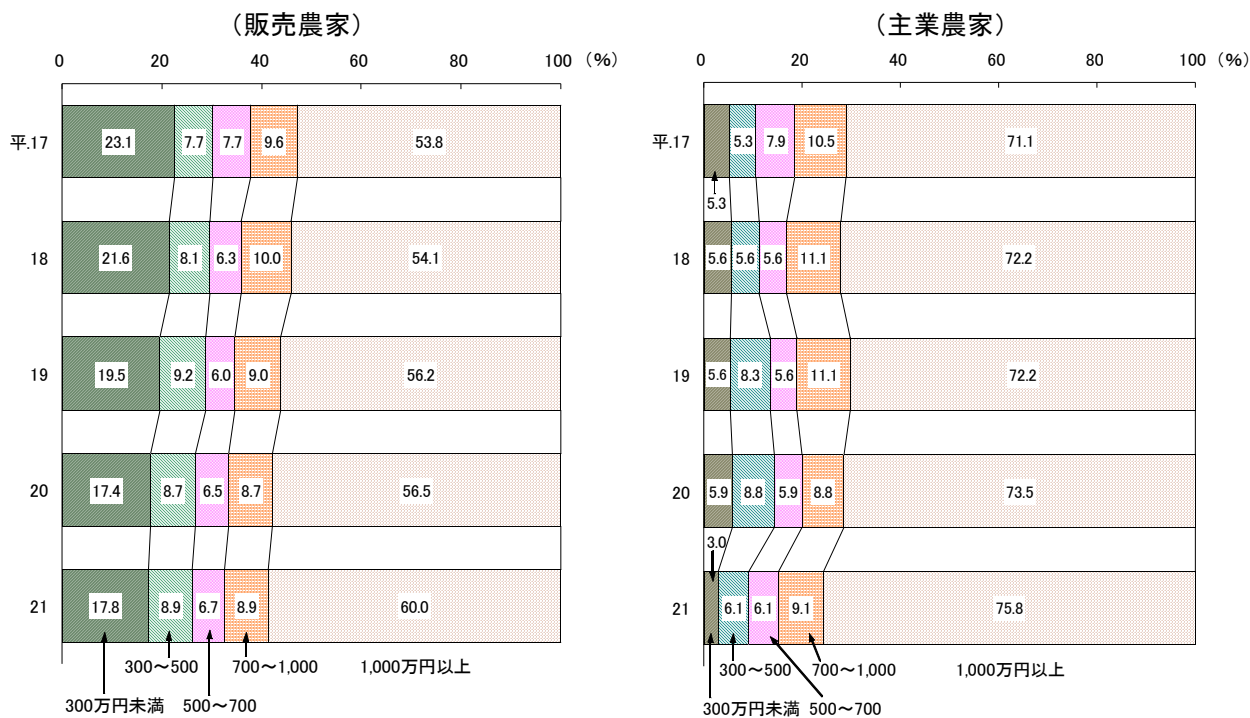 (販売農家)
0 20 40 60 80 100 (%)
平.17 23.1 7.7 7.7 9.6 53.8
18 21.6 8.1 6.3 10.0 54.1
19 19.5 9.2 6.0 9.0 56.2
20 17.4 8.7 6.5 8.7 56.5
21 17.8 8.9 6.7 8.9 60.0
300～500 700～1,000 1,000万円以上
300万円未満 500～700
(主業農家)
0 20 40 60 80 100 (%)
平.17 5.3 7.9 10.5 71.1
5.3
18 5.6 5.6 5.6 11.1 72.2
19 5.6 8.3 5.6 11.1 72.2
20 5.9 8.8 5.9 8.8 73.5
3.0
21 6.1 6.1 9.1 75.8
300～500 700～1,000 1,000万円以上
300万円未満 500～700